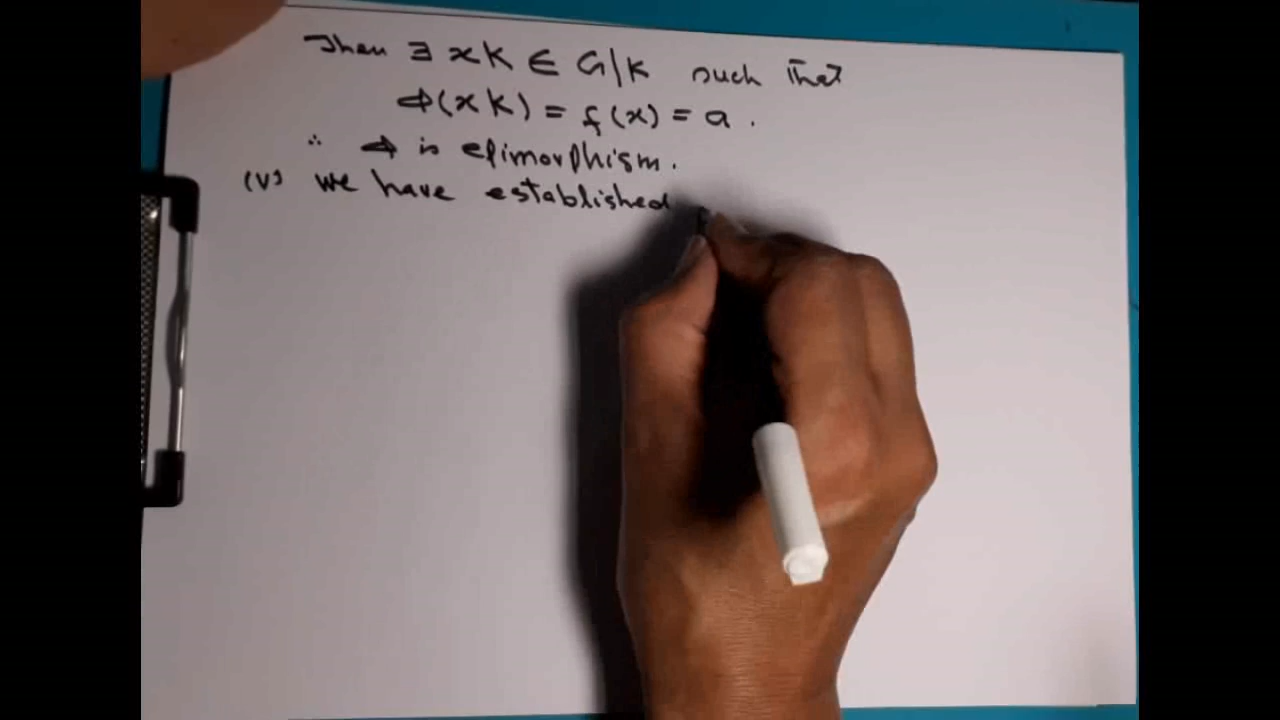 Then ∃ xK ∈ G/K such that
Φ(xK) = f(x) = a.
∴ Φ is epimorphism.
(V) We have established